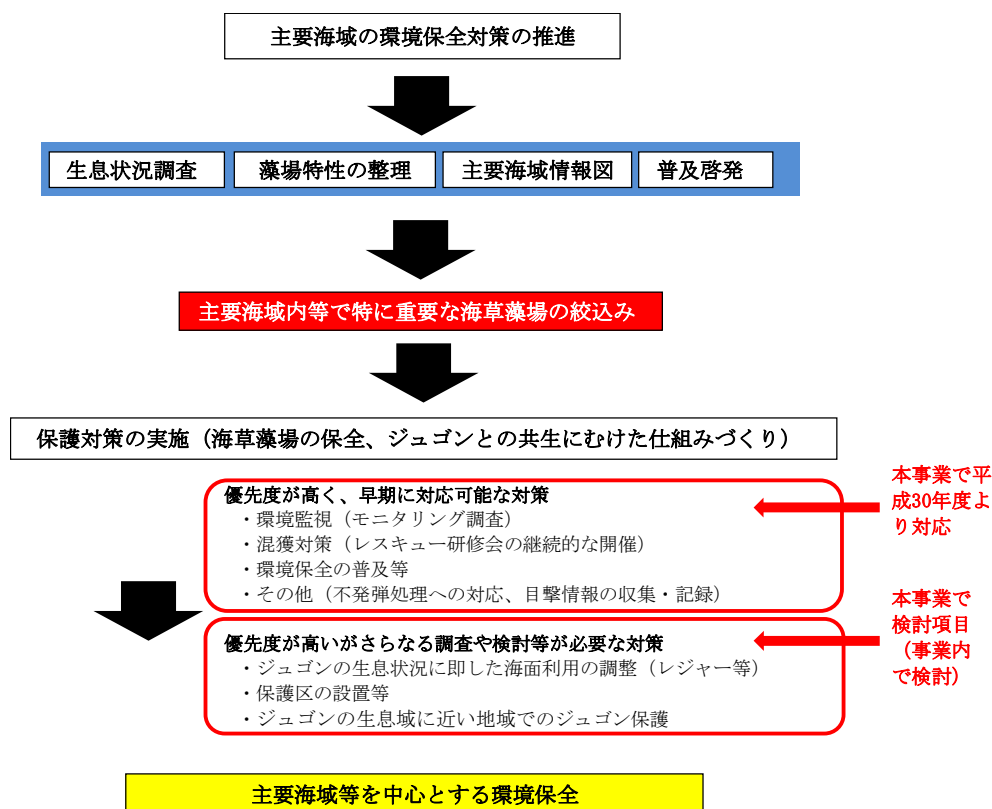 主要海域の環境保全対策の推進
生息状況調査
藻場特性の整理
主要海域情報図
普及啓発
主要海域内等で特に重要な海草藻場の絞込み
保護対策の実施（海草藻場の保全、ジュゴンとの共生にむけた仕組みづくり）
優先度が高く、早期に対応可能な対策
・環境監視（モニタリング調査）
・混獲対策（レスキュー研修会の継続的な開催）
・環境保全の普及等
・その他（不発弾処理への対応、目撃情報の収集・記録）
本事業で平
成30年度よ
り対応
優先度が高いがさらなる調査や検討等が必要な対策
・ジュゴンの生息状況に即した海面利用の調整（レジャー等）
・保護区の設置等
・ジュゴンの生息域に近い地域でのジュゴン保護
本事業で
検討項目
（事業内
で検討）
主要海域等を中心とする環境保全